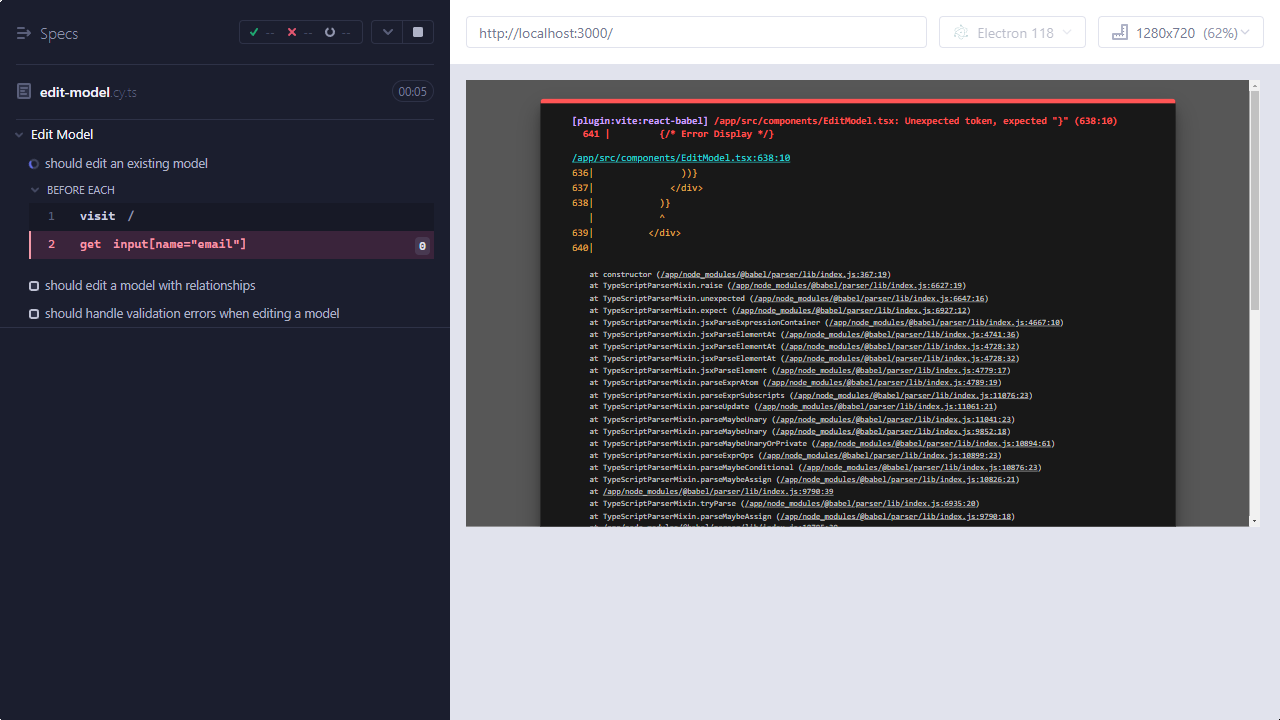 Specs
-- -- --
edit-model.cy.ts
00:05
Edit Model
should edit an existing model
BEFORE EACH
1 visit /
2 get input[name="email"] 0
should edit a model with relationships
should handle validation errors when editing a model
http://localhost:3000/
Electron 118
1280x720 (62%)
[plugin:vite:react-babel] /app/src/components/EditModel.tsx: Unexpected token, expected "}" (638:10)
641 | {/* Error Display */}
/app/src/components/EditModel.tsx:638:10
636| ))}
637| </div>
638| )}
| ^
639| </div>
640|
at constructor (/app/node_modules/@babel/parser/lib/index.js:367:19)
at TypeScriptParserMixin.raise (/app/node_modules/@babel/parser/lib/index.js:6627:19)
at TypeScriptParserMixin.unexpected (/app/node_modules/@babel/parser/lib/index.js:6647:16)
at TypeScriptParserMixin.expect (/app/node_modules/@babel/parser/lib/index.js:6927:12)
at TypeScriptParserMixin.jsxParseExpressionContainer (/app/node_modules/@babel/parser/lib/index.js:4667:10)
at TypeScriptParserMixin.jsxParseElementAt (/app/node_modules/@babel/parser/lib/index.js:4741:36)
at TypeScriptParserMixin.jsxParseElementAt (/app/node_modules/@babel/parser/lib/index.js:4728:32)
at TypeScriptParserMixin.jsxParseElementAt (/app/node_modules/@babel/parser/lib/index.js:4728:32)
at TypeScriptParserMixin.jsxParseElement (/app/node_modules/@babel/parser/lib/index.js:4779:17)
at TypeScriptParserMixin.parseExprAtom (/app/node_modules/@babel/parser/lib/index.js:4789:19)
at TypeScriptParserMixin.parseExprSubscripts (/app/node_modules/@babel/parser/lib/index.js:11076:23)
at TypeScriptParserMixin.parseUpdate (/app/node_modules/@babel/parser/lib/index.js:11061:21)
at TypeScriptParserMixin.parseMaybeUnary (/app/node_modules/@babel/parser/lib/index.js:11041:23)
at TypeScriptParserMixin.parseMaybeUnary (/app/node_modules/@babel/parser/lib/index.js:9852:18)
at TypeScriptParserMixin.parseMaybeUnaryOrPrivate (/app/node_modules/@babel/parser/lib/index.js:10894:61)
at TypeScriptParserMixin.parseExprOps (/app/node_modules/@babel/parser/lib/index.js:10899:23)
at TypeScriptParserMixin.parseMaybeConditional (/app/node_modules/@babel/parser/lib/index.js:10876:23)
at TypeScriptParserMixin.parseMaybeAssign (/app/node_modules/@babel/parser/lib/index.js:10826:21)
at /app/node_modules/@babel/parser/lib/index.js:9790:39
at TypeScriptParserMixin.tryParse (/app/node_modules/@babel/parser/lib/index.js:6935:20)
at TypeScriptParserMixin.parseMaybeAssign (/app/node_modules/@babel/parser/lib/index.js:9790:18)